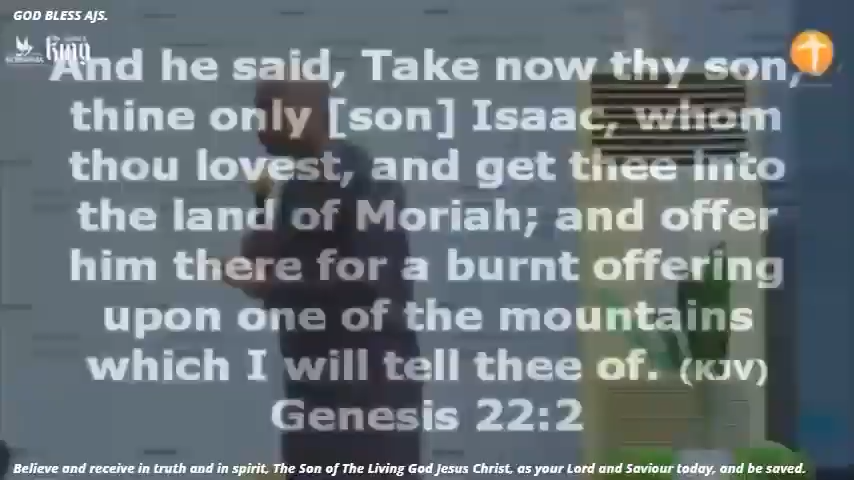 GOD BLESS AJS.
king
And he said, Take now thy son,
thine only [son] Isaac, whom
thou lovest, and get thee into
the land of Moriah; and offer
him there for a burnt offering
upon one of the mountains
which I will tell thee of. (KJV)
Genesis 22:2
Believe and receive in truth and in spirit, The Son of The Living God Jesus Christ, as your Lord and Saviour today, and be saved.